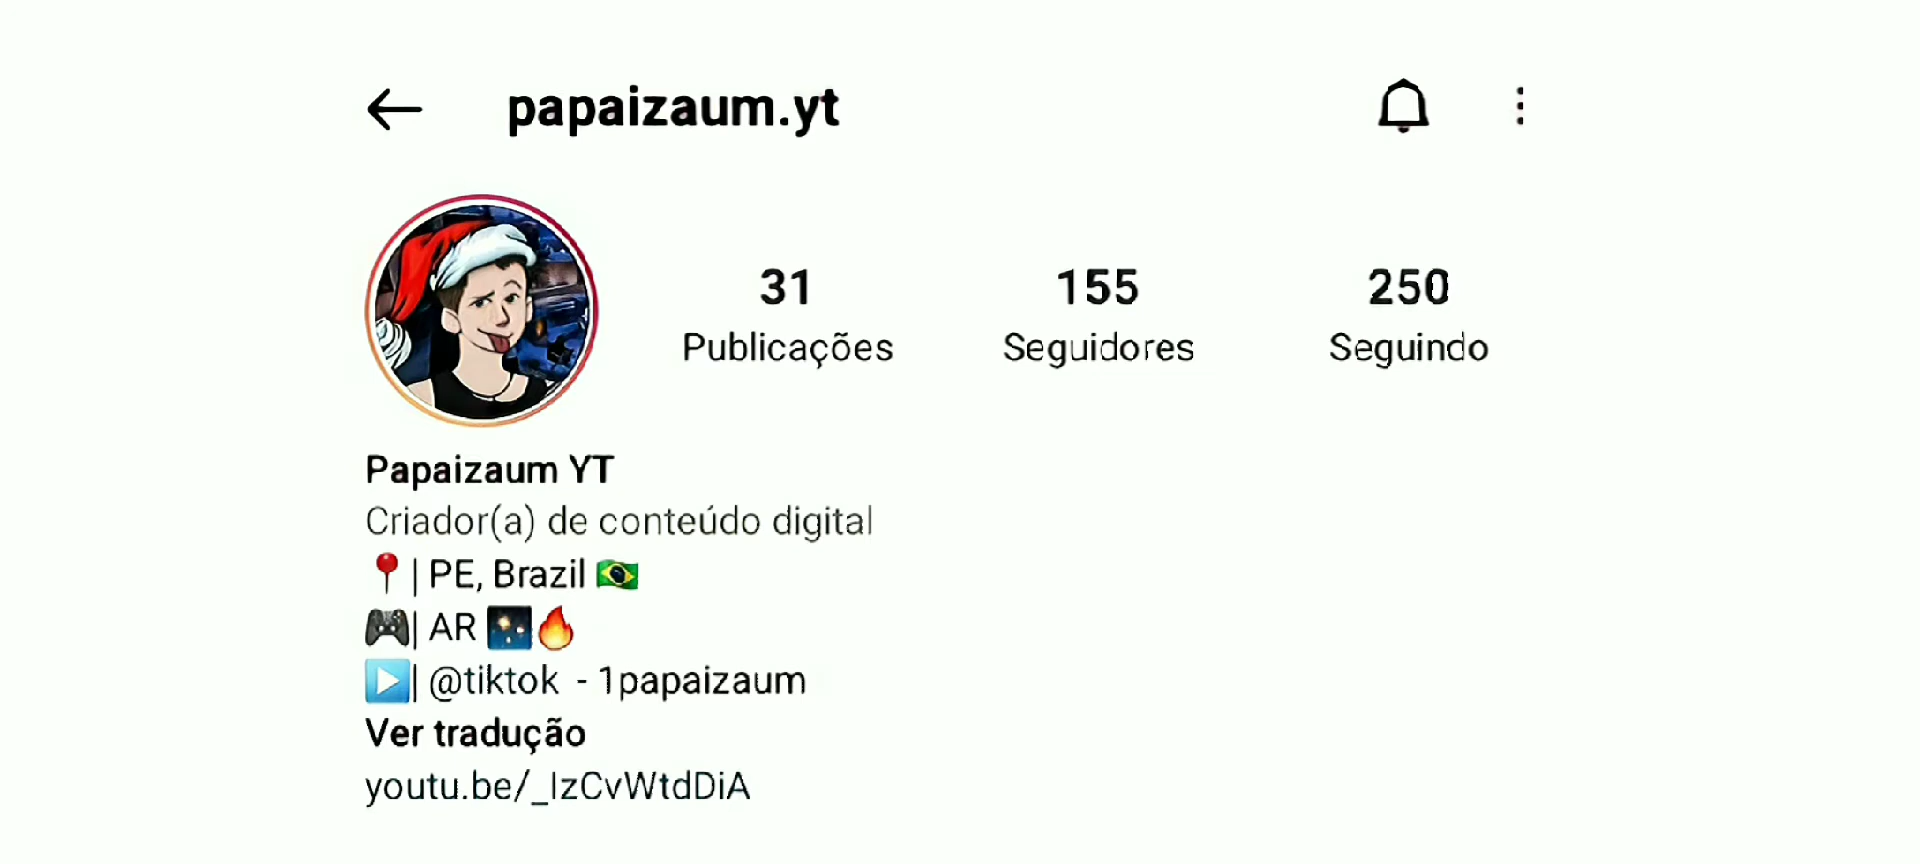 papaizaum.yt
31 155 250
Publicações Seguidores Seguindo
Papaizaum YT
Criador(a) de conteúdo digital
📍| PE, Brazil 🇧🇷
🎮| AR 🎇🔥
▶️| @tiktok - 1papaizaum
Ver tradução
youtu.be/_IzCvWtdDiA